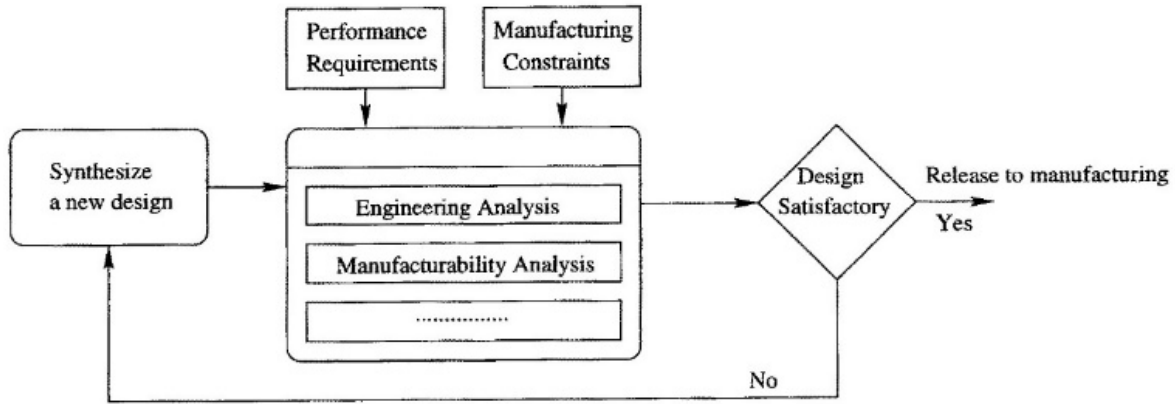 Performance
Requirements
Manufacturing
Constraints
Synthesize
a new design
Engineering Analysis
Manufacturability Analysis
...............
Design
Satisfactory
Release to manufacturing
Yes
No